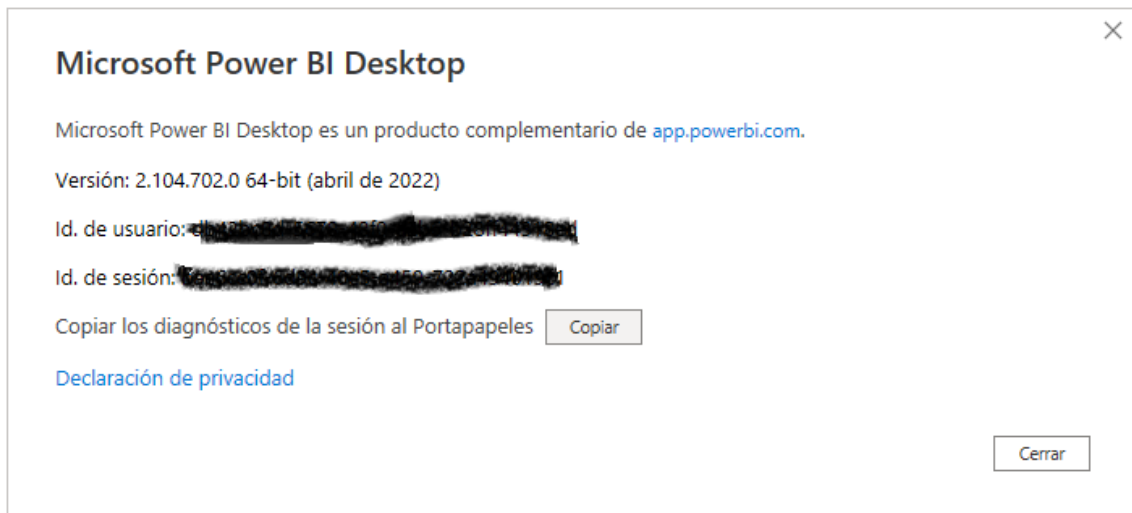 Microsoft Power BI Desktop
Microsoft Power BI Desktop es un producto complementario de app.powerbi.com.
Versión: 2.104.702.0 64-bit (abril de 2022)
Id. de usuario:
Id. de sesión:
Copiar los diagnósticos de la sesión al Portapapeles Copiar
Declaración de privacidad
Cerrar